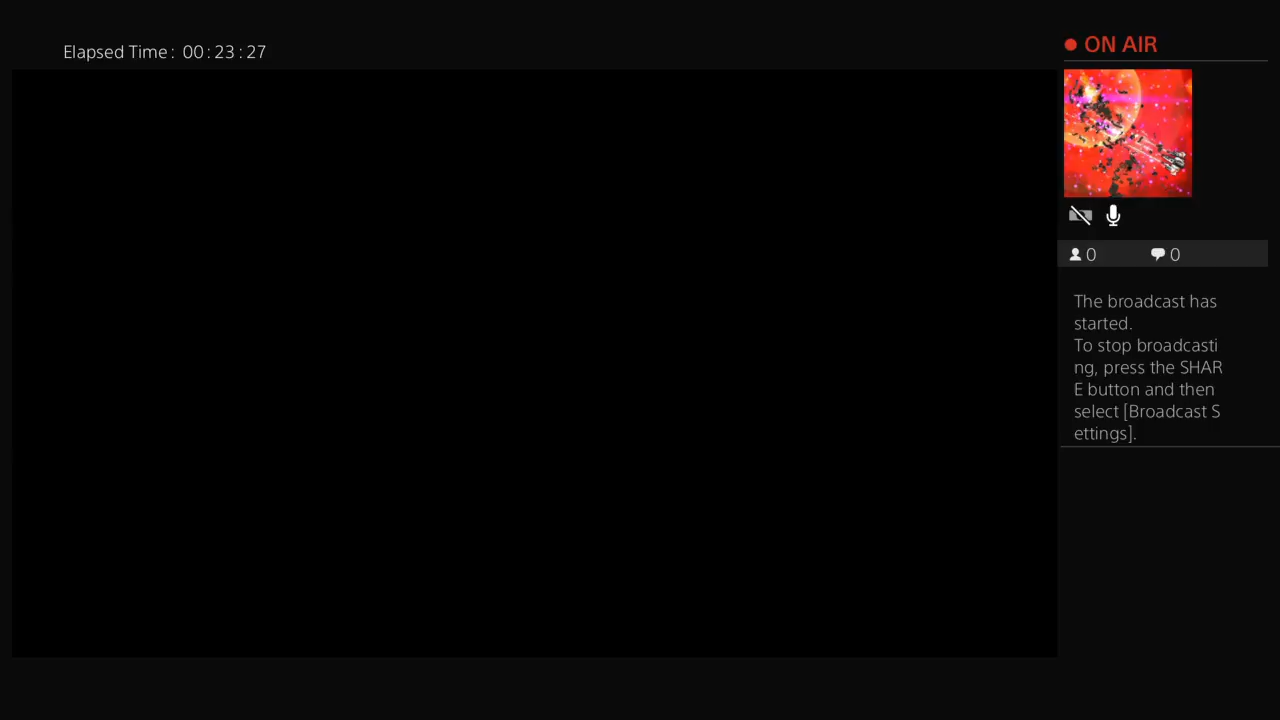 Elapsed Time: 00:23:27
ON AIR
0 0
The broadcast has
started.
To stop broadcasti
ng, press the SHAR
E button and then
select [Broadcast S
ettings].